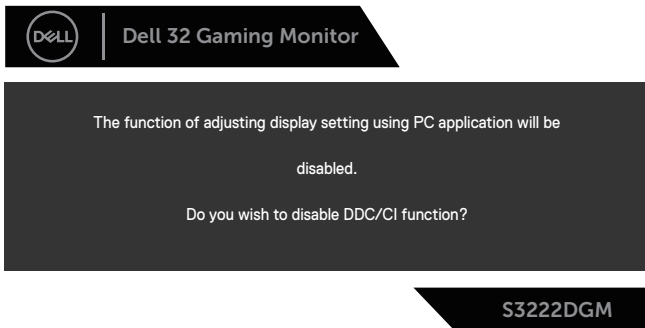 DELL
Dell 32 Gaming Monitor
The function of adjusting display setting using PC application will be
disabled.
Do you wish to disable DDC/CI function?
S3222DGM